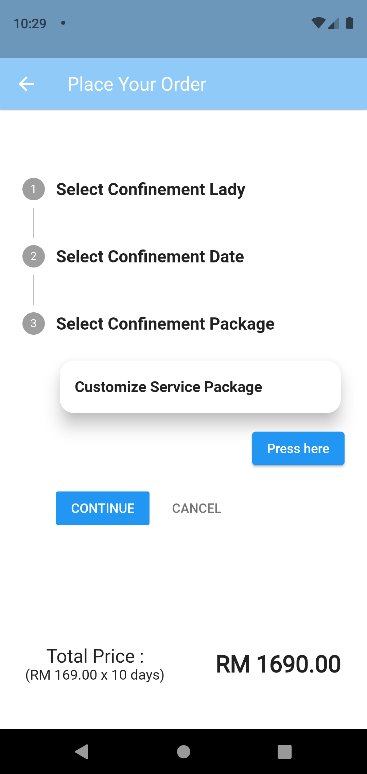 10:29
Place Your Order
1 Select Confinement Lady
2 Select Confinement Date
3 Select Confinement Package
Customize Service Package
Press here
CONTINUE CANCEL
Total Price :
(RM 169.00 x 10 days)
RM 1690.00